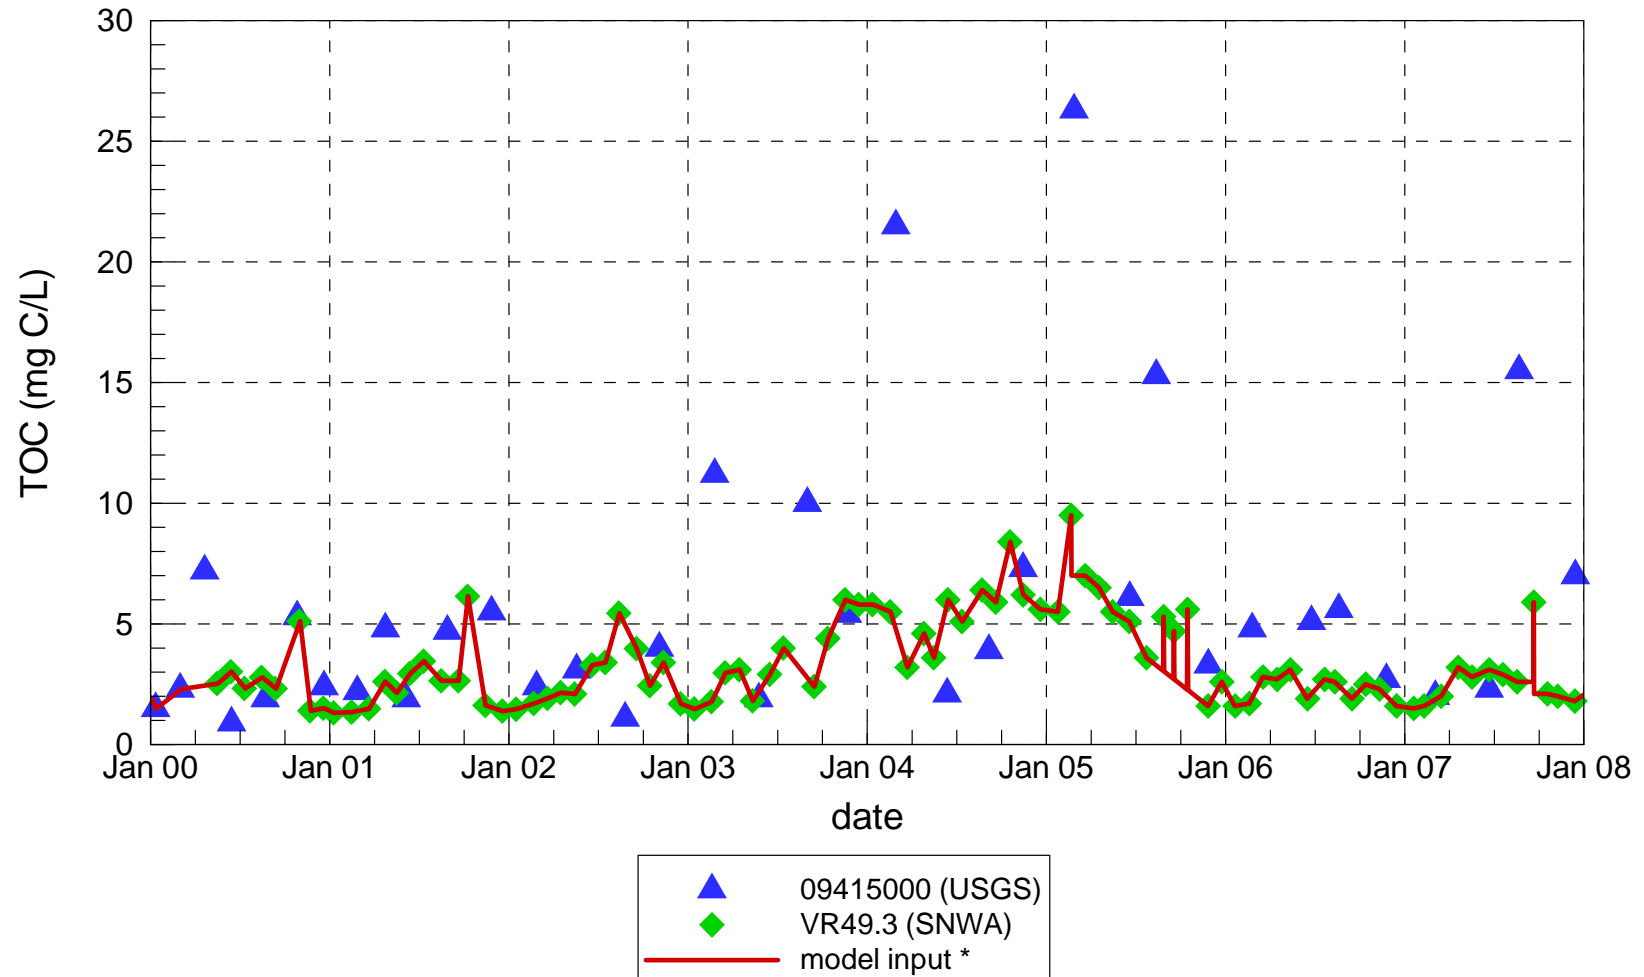 30
25
20
15
10
5
0
TOC (mg C/L)
Jan 00 Jan 01 Jan 02 Jan 03 Jan 04 Jan 05 Jan 06 Jan 07 Jan 08
date
09415000 (USGS)
VR49.3 (SNWA)
model input *